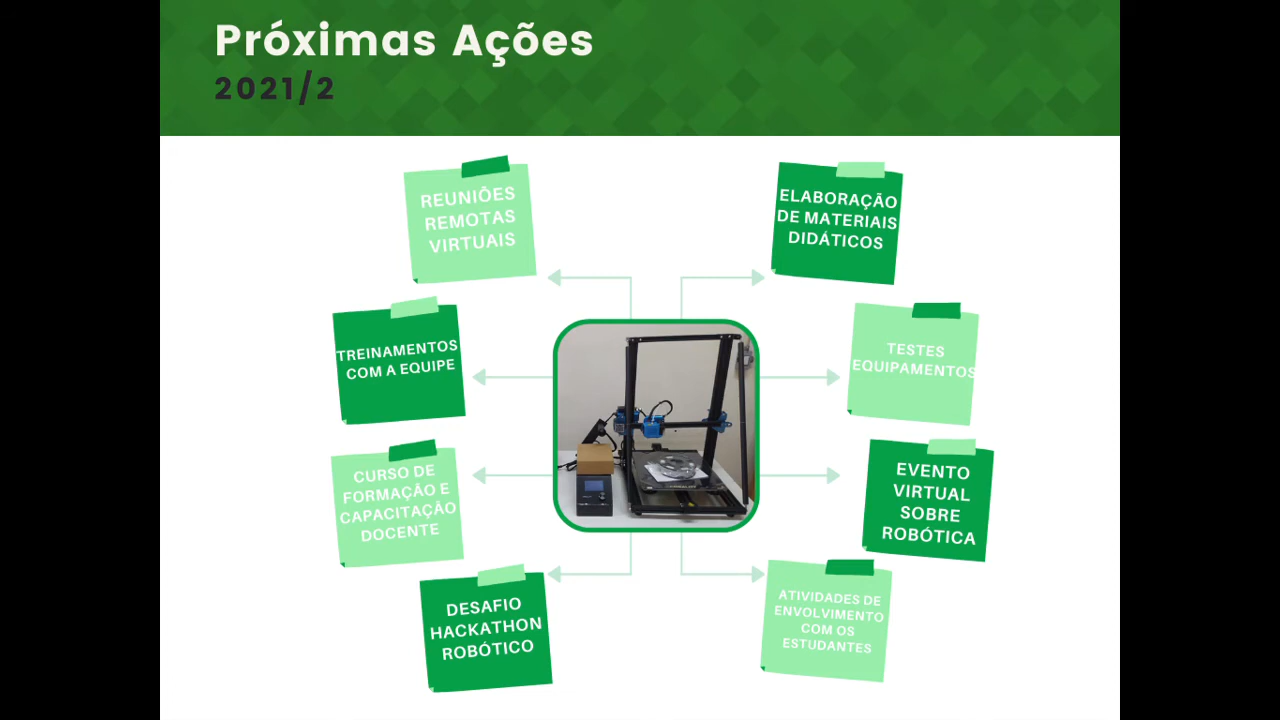 Próximas Ações
2021/2
REUNIÕES
REMOTAS
VIRTUAIS
ELABORAÇÃO
DE MATERIAIS
DIDÁTICOS
TREINAMENTOS
COM A EQUIPE
TESTES
EQUIPAMENTOS
CURSO DE
FORMAÇÃO E
CAPACITAÇÃO
DOCENTE
EVENTO
VIRTUAL
SOBRE
ROBÓTICA
DESAFIO
HACKATHON
ROBÓTICO
ATIVIDADES DE
ENVOLVIMENTO
COM OS
ESTUDANTES